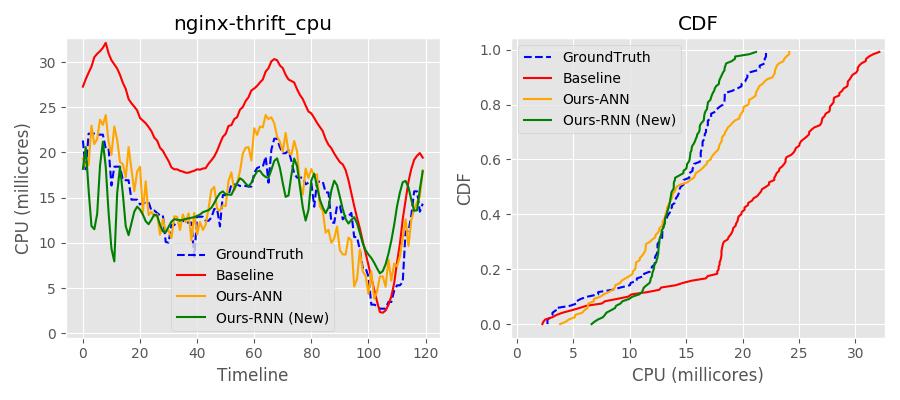 nginx-thrift_cpu
CPU (millicores)
30
25
20
15
10
5
0
GroundTruth
Baseline
Ours-ANN
Ours-RNN (New)
0 20 40 60 80 100 120
Timeline
CDF
CDF
1.0
0.8
0.6
0.4
0.2
0.0
GroundTruth
Baseline
Ours-ANN
Ours-RNN (New)
0 5 10 15 20 25 30
CPU (millicores)